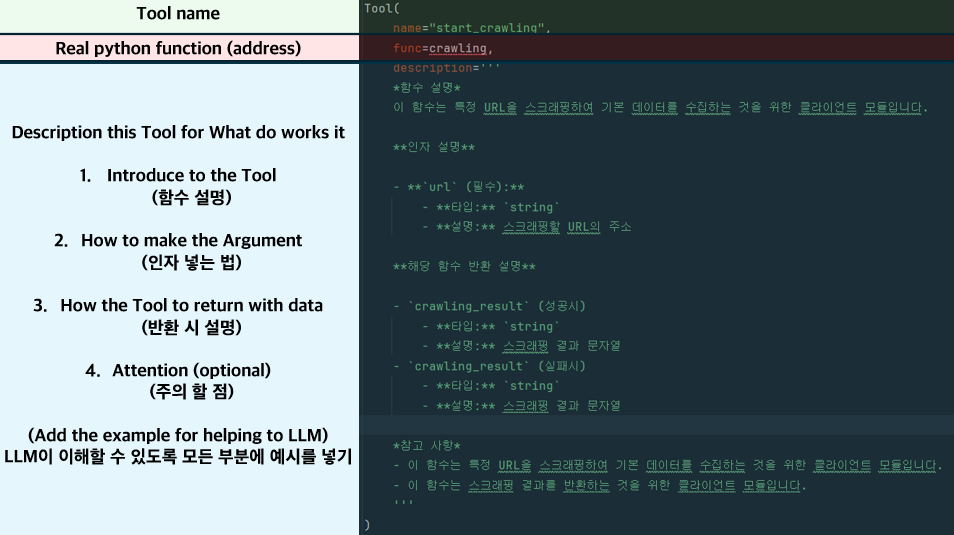 Tool name
Real python function (address)
Description this Tool for What do works it
1. Introduce to the Tool
(함수 설명)
2. How to make the Argument
(인자 넣는 법)
3. How the Tool to return with data
(반환 시 설명)
4. Attention (optional)
(주의 할 점)
(Add the example for helping to LLM)
LLM이 이해할 수 있도록 모든 부분에 예시를 넣기
Tool(
name="start_crawling",
func=crawling,
description='''
*함수 설명*
이 함수는 특정 URL을 스크래핑하여 기본 데이터를 수집하는 것을 위한 클라이언트 모듈입니다.
**인자 설명**
- **`url` (필수):**
- **타입:** `string`
- **설명:** 스크래핑할 URL의 주소
**해당 함수 반환 설명**
- `crawling_result` (성공시)
- **타입:** `string`
- **설명:** 스크래핑 결과 문자열
- `crawling_result` (실패시)
- **타입:** `string`
- **설명:** 스크래핑 결과 문자열
*참고 사항*
- 이 함수는 특정 URL을 스크래핑하여 기본 데이터를 수집하는 것을 위한 클라이언트 모듈입니다.
- 이 함수는 스크래핑 결과를 반환하는 것을 위한 클라이언트 모듈입니다.
'''
)